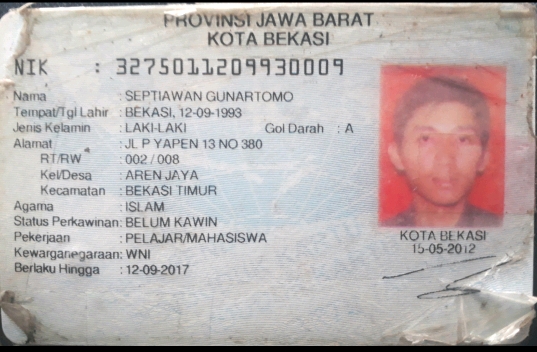 PROVINSI JAWA BARAT
KOTA BEKASI
NIK : 3275011209930009
Nama : SEPTIAWAN GUNARTOMO
Tempat/Tgl Lahir : BEKASI, 12-09-1993
Jenis Kelamin : LAKI-LAKI Gol Darah : A
Alamat : JL P YAPEN 13 NO 380
RT/RW : 002 / 008
Kel/Desa : AREN JAYA
Kecamatan : BEKASI TIMUR
Agama : ISLAM
Status Perkawinan: BELUM KAWIN
Pekerjaan : PELAJAR/MAHASISWA
Kewarganegaraan: WNI
Berlaku Hingga : 12-09-2017
KOTA BEKASI
15-05-2012